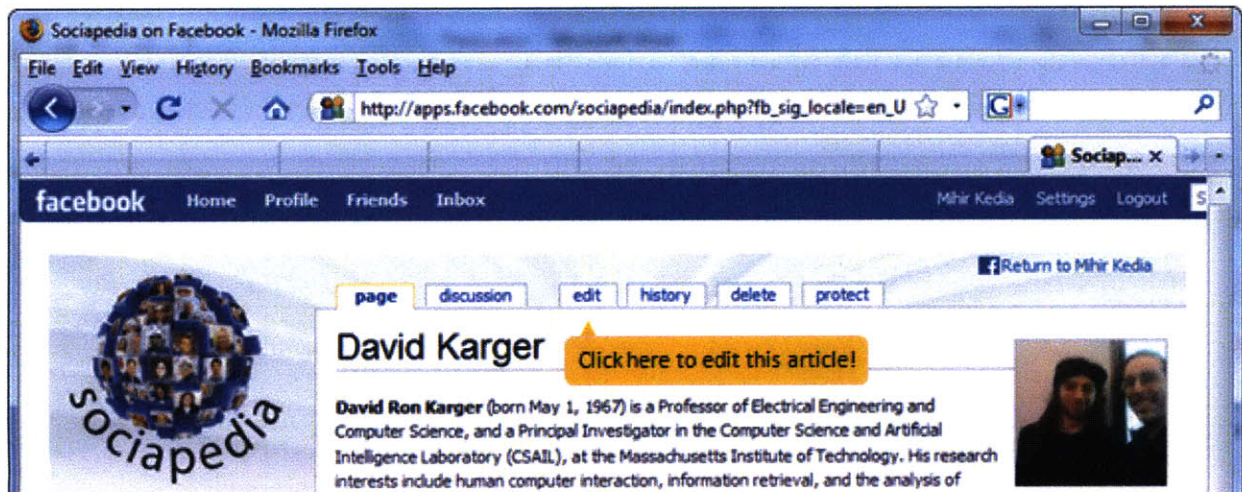 Sociapedia on Facebook - Mozilla Firefox
File Edit View History Bookmarks Tools Help
http://apps.facebook.com/sociapedia/index.php?fb_sig_locale=en_U
G
Sociap...
facebook Home Profile Friends Inbox Mihir Kedia Settings Logout S
Return to Mihir Kedia
page discussion edit history delete protect
David Karger
Click here to edit this article!
sociapedia
David Ron Karger (born May 1, 1967) is a Professor of Electrical Engineering and
Computer Science, and a Principal Investigator in the Computer Science and Artificial
Intelligence Laboratory (CSAIL), at the Massachusetts Institute of Technology. His research
interests include human computer interaction, information retrieval, and the analysis of